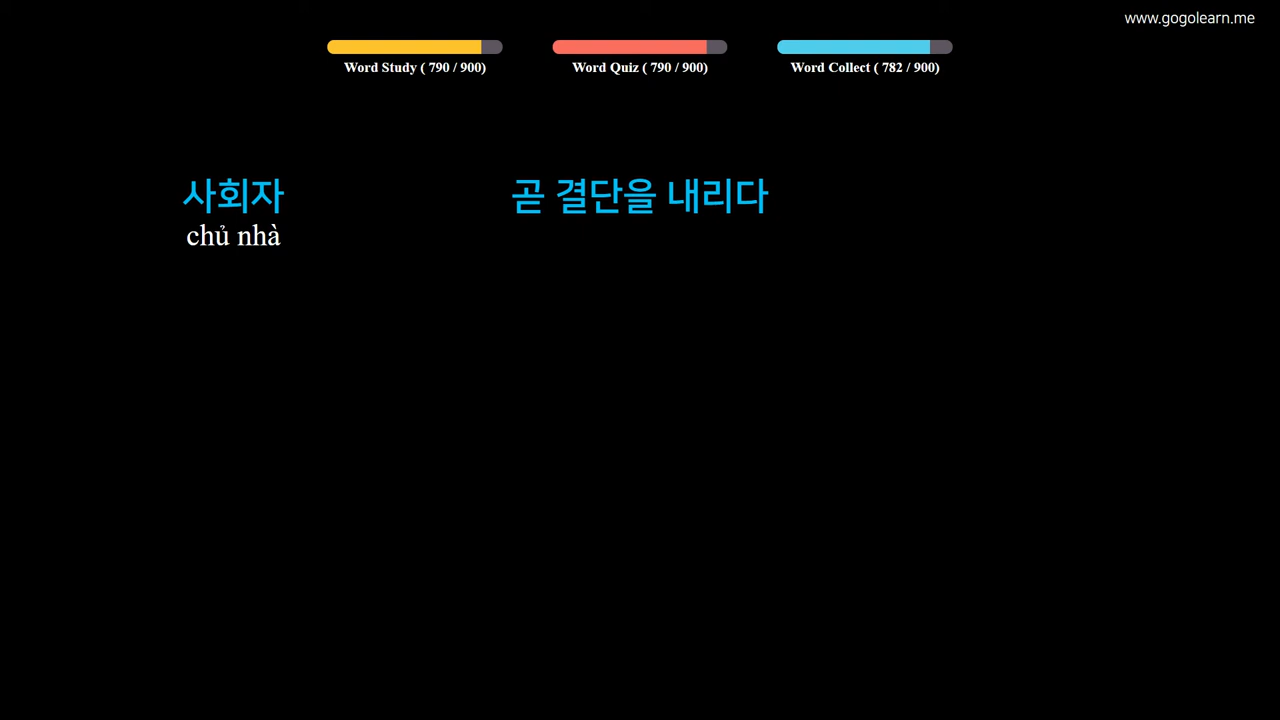 www.gogolearn.me
Word Study ( 790 / 900)
Word Quiz ( 790 / 900)
Word Collect ( 782 / 900)
사회자
chủ nhà
곧 결단을 내리다